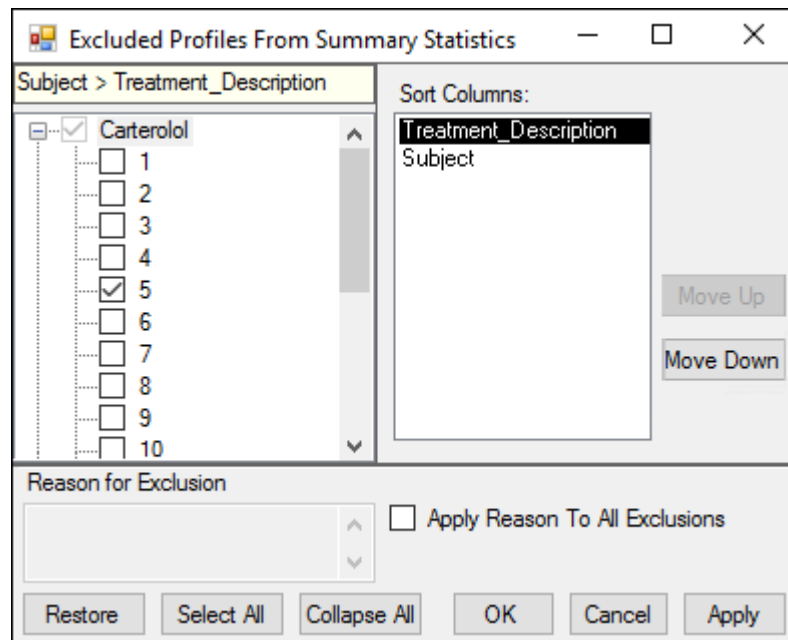 Excluded Profiles From Summary Statistics
Subject > Treatment_Description
Carterolol
1
2
3
4
5
6
7
8
9
10
Sort Columns:
Treatment_Description
Subject
Move Up
Move Down
Reason for Exclusion
Apply Reason To All Exclusions
Restore Select All Collapse All OK Cancel Apply